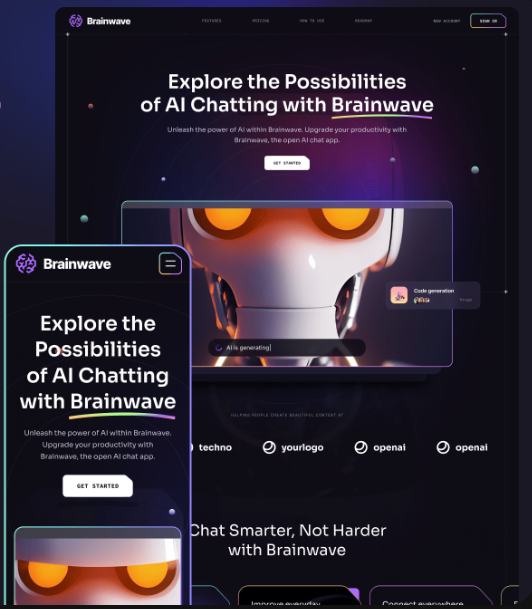 Brainwave
FEATURES
PRICING
HOW TO USE
ROADMAP
NEW ACCOUNT
SIGN IN
Explore the Possibilities
of AI Chatting with Brainwave
Unleash the power of AI within Brainwave. Upgrade your productivity with
Brainwave, the open AI chat app.
GET STARTED
Code generation
AI is generating
HELPING PEOPLE CREATE BEAUTIFUL CONTENT AT
techno
yourlogo
openai
openai
Chat Smarter, Not Harder
with Brainwave
Improve everyday
Connect everywhere
Brainwave
Explore the
Possibilities
of AI Chatting
with Brainwave
Unleash the power of AI within Brainwave.
Upgrade your productivity with
Brainwave, the open AI chat app.
GET STARTED